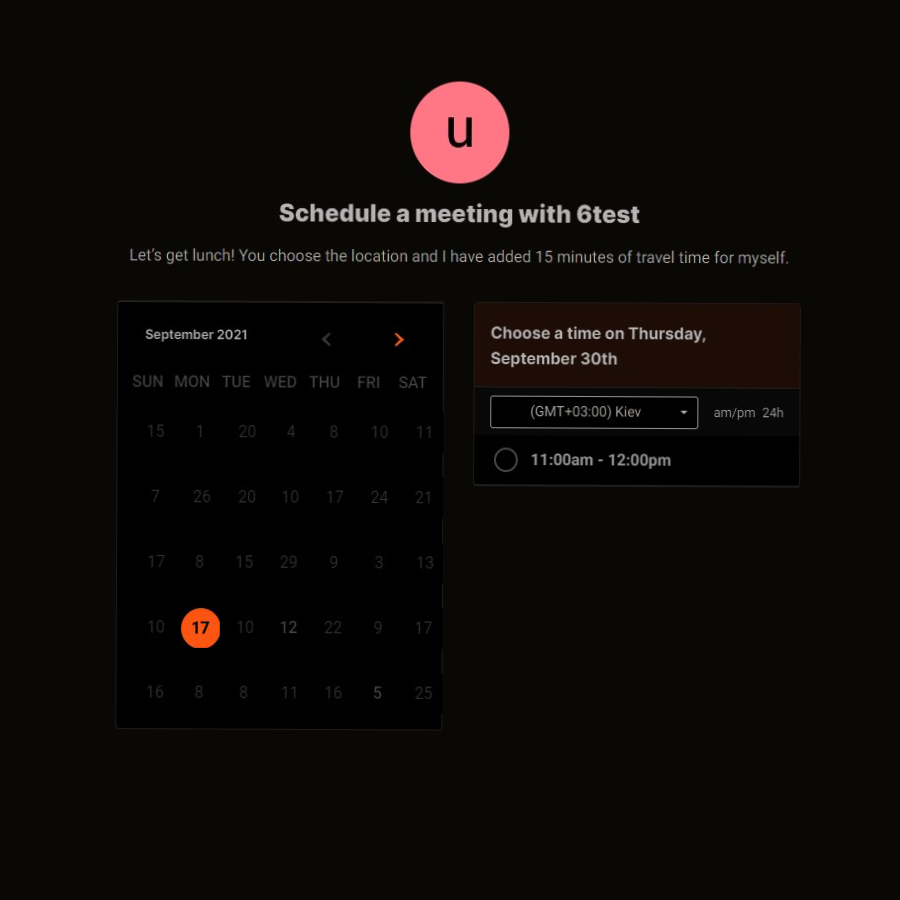 u
Schedule a meeting with 6test
Let's get lunch! You choose the location and I have added 15 minutes of travel time for myself.
September 2021
SUN MON TUE WED THU FRI SAT
15 1 20 4 8 10 11
7 26 20 10 17 24 21
17 8 15 29 9 3 13
10 17 10 12 22 9 17
16 8 8 11 16 5 25
Choose a time on Thursday,
September 30th
(GMT+03:00) Kiev am/pm 24h
11:00am - 12:00pm